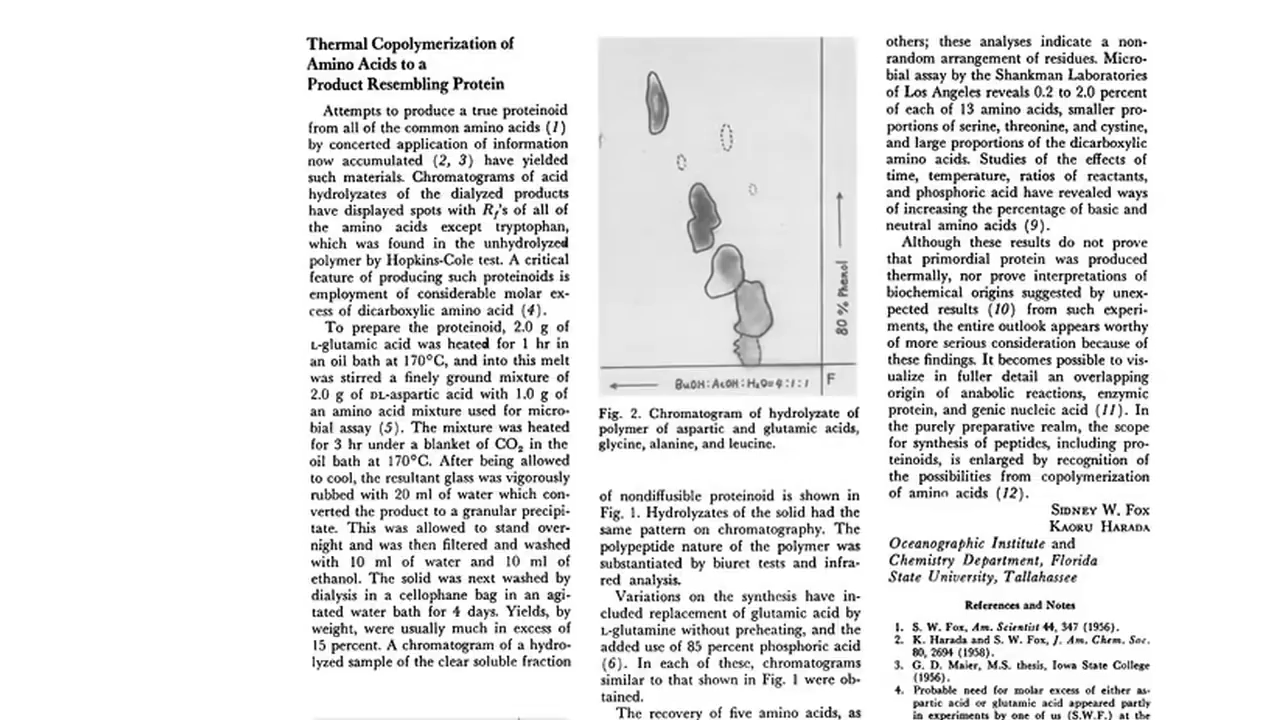 Thermal Copolymerization of
Amino Acids to a
Product Resembling Protein
Attempts to produce a true proteinoid
from all of the common amino acids (1)
by concerted application of information
now accumulated (2, 3) have yielded
such materials. Chromatograms of acid
hydrolyzates of the dialyzed products
have displayed spots with Rf's of all of
the amino acids except tryptophan,
which was found in the unhydrolyzed
polymer by Hopkins-Cole test. A critical
feature of producing such proteinoids is
employment of considerable molar ex-
cess of dicarboxylic amino acid (4).
To prepare the proteinoid, 2.0 g of
L-glutamic acid was heated for 1 hr in
an oil bath at 170°C, and into this melt
was stirred a finely ground mixture of
2.0 g of DL-aspartic acid with 1.0 g of
an amino acid mixture used for micro-
bial assay (5). The mixture was heated
for 3 hr under a blanket of CO2 in the
oil bath at 170°C. After being allowed
to cool, the resultant glass was vigorously
rubbed with 20 ml of water which con-
verted the product to a granular precipi-
tate. This was allowed to stand over-
night and was then filtered and washed
with 10 ml of water and 10 ml of
ethanol. The solid was next washed by
dialysis in a cellophane bag in an agi-
tated water bath for 4 days. Yields, by
weight, were usually much in excess of
15 percent. A chromatogram of a hydro-
lyzed sample of the clear soluble fraction
80% Phenol
BuOH:AcOH:H2O=4:1:1
F
Fig. 2. Chromatogram of hydrolyzate of
polymer of aspartic and glutamic acids,
glycine, alanine, and leucine.
of nondiffusible proteinoid is shown in
Fig. 1. Hydrolyzates of the solid had the
same pattern on chromatography. The
polypeptide nature of the polymer was
substantiated by biuret tests and infra-
red analysis.
Variations on the synthesis have in-
cluded replacement of glutamic acid by
L-glutamine without preheating, and the
added use of 85 percent phosphoric acid
(6). In each of these, chromatograms
similar to that shown in Fig. 1 were ob-
tained.
The recovery of five amino acids, as
others; these analyses indicate a non-
random arrangement of residues. Micro-
bial assay by the Shankman Laboratories
of Los Angeles reveals 0.2 to 2.0 percent
of each of 13 amino acids, smaller pro-
portions of serine, threonine, and cystine,
and large proportions of the dicarboxylic
amino acids. Studies of the effects of
time, temperature, ratios of reactants,
and phosphoric acid have revealed ways
of increasing the percentage of basic and
neutral amino acids (9).
Although these results do not prove
that primordial protein was produced
thermally, nor prove interpretations of
biochemical origins suggested by unex-
pected results (10) from such experi-
ments, the entire outlook appears worthy
of more serious consideration because of
these findings. It becomes possible to vis-
ualize in fuller detail an overlapping
origin of anabolic reactions, enzymic
protein, and genic nucleic acid (11). In
the purely preparative realm, the scope
for synthesis of peptides, including pro-
teinoids, is enlarged by recognition of
the possibilities from copolymerization
of amino acids (12).
SIDNEY W. FOX
KAORU HARADA
Oceanographic Institute and
Chemistry Department, Florida
State University, Tallahassee
References and Notes
1. S. W. Fox, Am. Scientist 44, 347 (1956).
2. K. Harada and S. W. Fox, J. Am. Chem. Soc.
80, 2694 (1958).
3. G. D. Maier, M.S. thesis, Iowa State College
(1956).
4. Probable need for molar excess of either as-
partic acid or glutamic acid appeared partly
in experiments by one of us (S.W.F.) at the